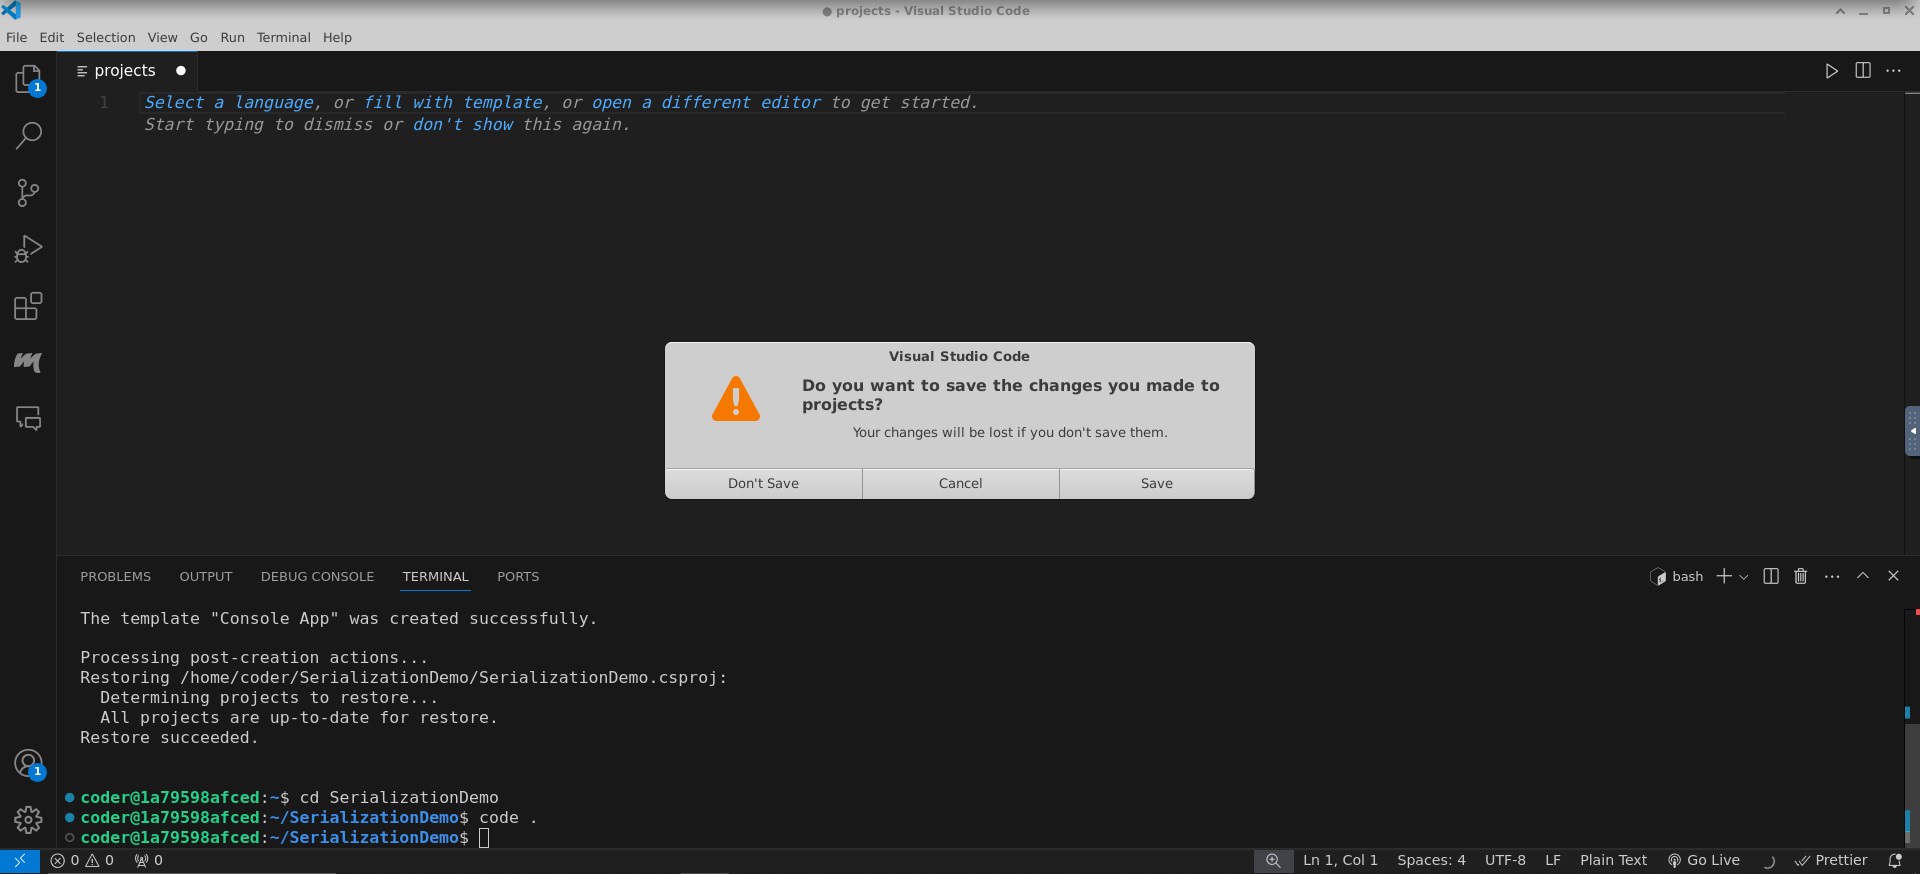 ● projects - Visual Studio Code
File Edit Selection View Go Run Terminal Help
1
projects
1 Select a language, or fill with template, or open a different editor to get started.
Start typing to dismiss or don't show this again.
Visual Studio Code
Do you want to save the changes you made to
projects?
Your changes will be lost if you don't save them.
Don't Save Cancel Save
PROBLEMS OUTPUT DEBUG CONSOLE TERMINAL PORTS
bash
The template "Console App" was created successfully.
Processing post-creation actions...
Restoring /home/coder/SerializationDemo/SerializationDemo.csproj:
Determining projects to restore...
All projects are up-to-date for restore.
Restore succeeded.
1
coder@1a79598afced:~$ cd SerializationDemo
coder@1a79598afced:~/SerializationDemo$ code .
coder@1a79598afced:~/SerializationDemo$
0 0 0 Ln 1, Col 1 Spaces: 4 UTF-8 LF Plain Text Go Live Prettier